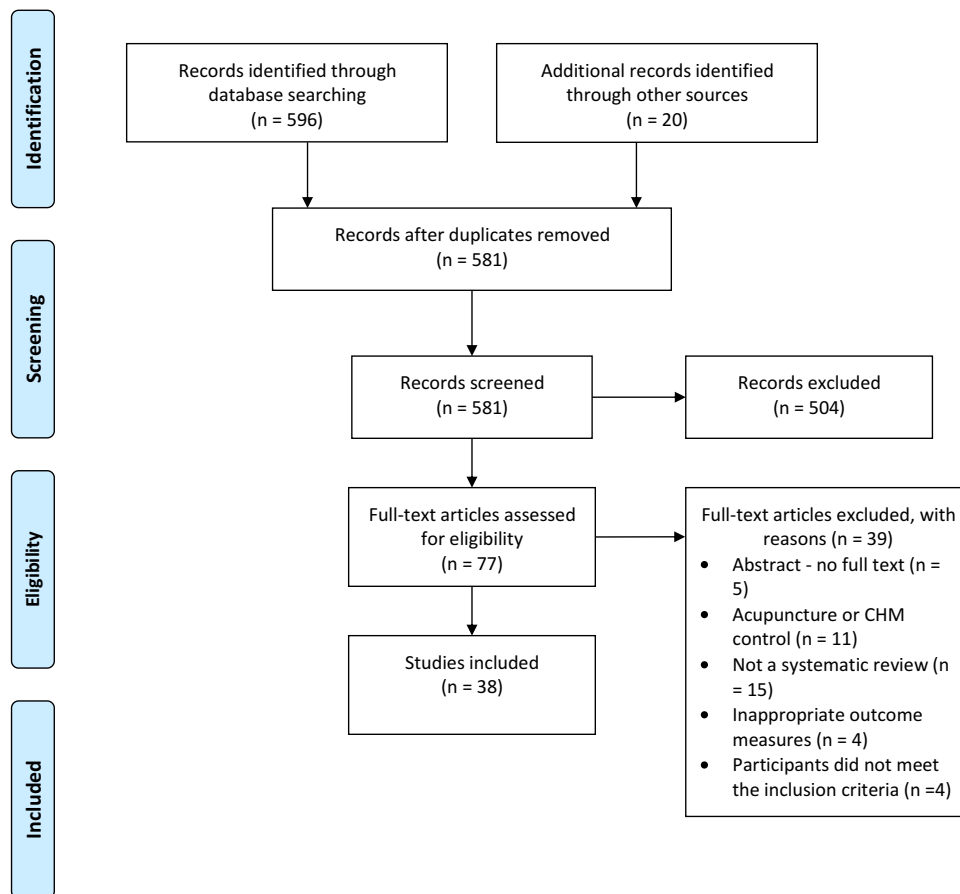 Identification
Records identified through
database searching
(n = 596)
Additional records identified
through other sources
(n = 20)
Records after duplicates removed
(n = 581)
Screening
Records screened
(n = 581)
Records excluded
(n = 504)
Eligibility
Full-text articles assessed
for eligibility
(n = 77)
Full-text articles excluded, with
reasons (n = 39)
• Abstract - no full text (n =
5)
• Acupuncture or CHM
control (n = 11)
• Not a systematic review (n
= 15)
• Inappropriate outcome
measures (n = 4)
• Participants did not meet
the inclusion criteria (n =4)
Studies included
(n = 38)
Included